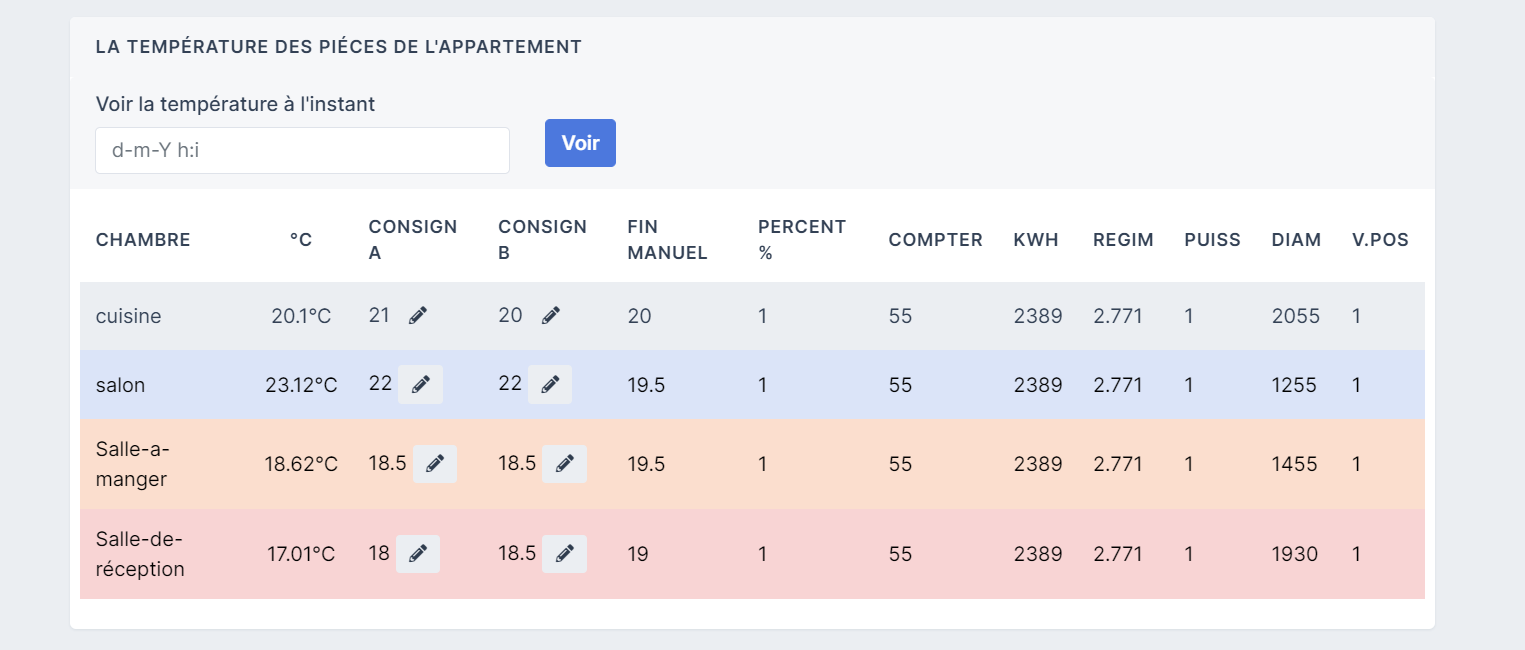 LA TEMPÉRATURE DES PIÉCES DE L'APPARTEMENT
Voir la température à l'instant
d-m-Y h:i
Voir
CHAMBRE °C CONSIGN A CONSIGN B FIN MANUEL PERCENT % COMPTER KWH REGIM PUISS DIAM V.POS
cuisine 20.1°C 21 20 20 1 55 2389 2.771 1 2055 1
salon 23.12°C 22 22 19.5 1 55 2389 2.771 1 1255 1
Salle-a-manger 18.62°C 18.5 18.5 19.5 1 55 2389 2.771 1 1455 1
Salle-de-réception 17.01°C 18 18.5 19 1 55 2389 2.771 1 1930 1